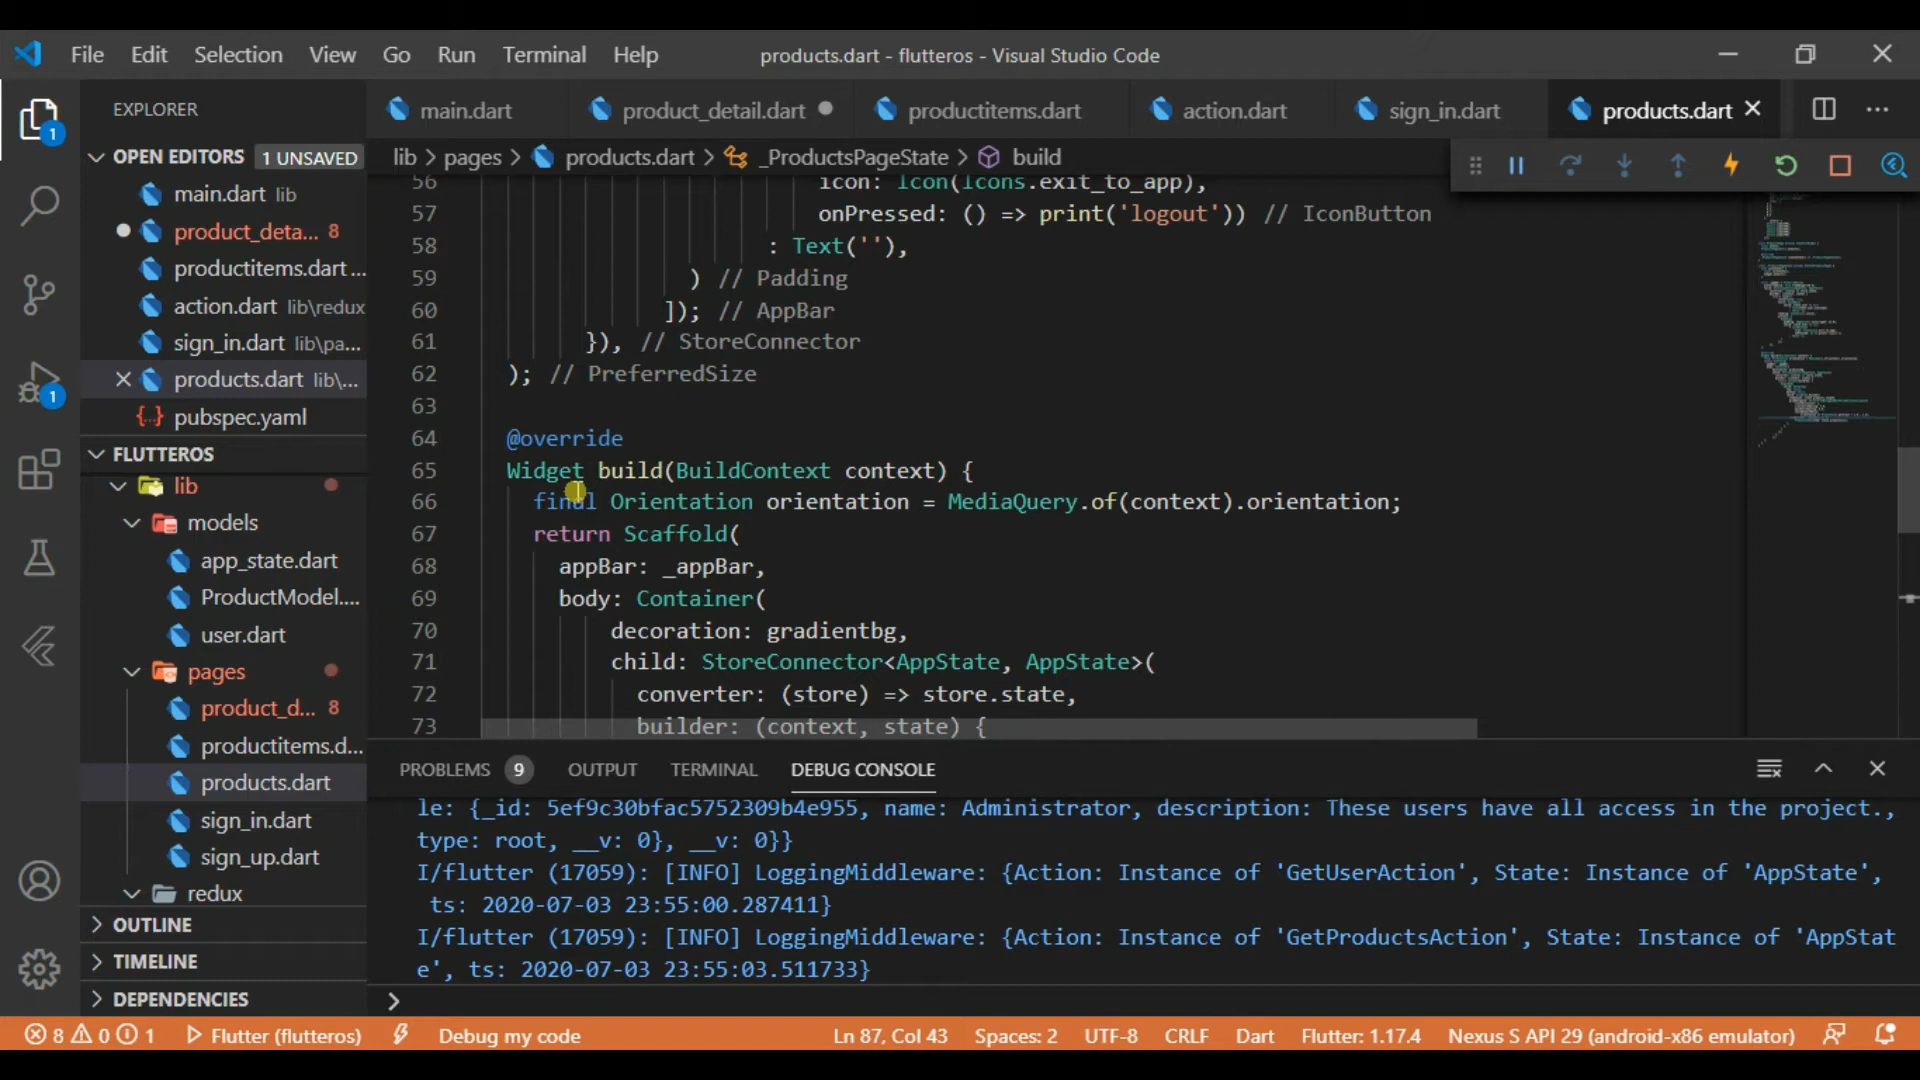 File Edit Selection View Go Run Terminal Help products.dart - flutteros - Visual Studio Code
EXPLORER
OPEN EDITORS 1 UNSAVED
main.dart lib
product_deta... 8
productitems.dart ...
action.dart lib\redux
sign_in.dart lib\pa...
products.dart lib\...
{..} pubspec.yaml
FLUTTEROS
lib
models
app_state.dart
ProductModel....
user.dart
pages
product_d... 8
productitems.d...
products.dart
sign_in.dart
sign_up.dart
redux
OUTLINE
TIMELINE
DEPENDENCIES
1
1
main.dart product_detail.dart productitems.dart action.dart sign_in.dart products.dart
lib > pages > products.dart > _ProductsPageState > build
56 icon: Icon(Icons.exit_to_app),
57 onPressed: () => print('logout')) // IconButton
58 : Text(''),
59 ) // Padding
60 ]); // AppBar
61 }), // StoreConnector
62 ); // PreferredSize
63
64 @override
65 Widget build(BuildContext context) {
66 final Orientation orientation = MediaQuery.of(context).orientation;
67 return Scaffold(
68 appBar: _appBar,
69 body: Container(
70 decoration: gradientbg,
71 child: StoreConnector<AppState, AppState>(
72 converter: (store) => store.state,
73 builder: (context, state) {
PROBLEMS 9 OUTPUT TERMINAL DEBUG CONSOLE
le: {_id: 5ef9c30bfac5752309b4e955, name: Administrator, description: These users have all access in the project.,
type: root, __v: 0}, __v: 0}}
I/flutter (17059): [INFO] LoggingMiddleware: {Action: Instance of 'GetUserAction', State: Instance of 'AppState',
ts: 2020-07-03 23:55:00.287411}
I/flutter (17059): [INFO] LoggingMiddleware: {Action: Instance of 'GetProductsAction', State: Instance of 'AppStat
e', ts: 2020-07-03 23:55:03.511733}
>
8 0 1 Flutter (flutteros) Debug my code Ln 87, Col 43 Spaces: 2 UTF-8 CRLF Dart Flutter: 1.17.4 Nexus S API 29 (android-x86 emulator)